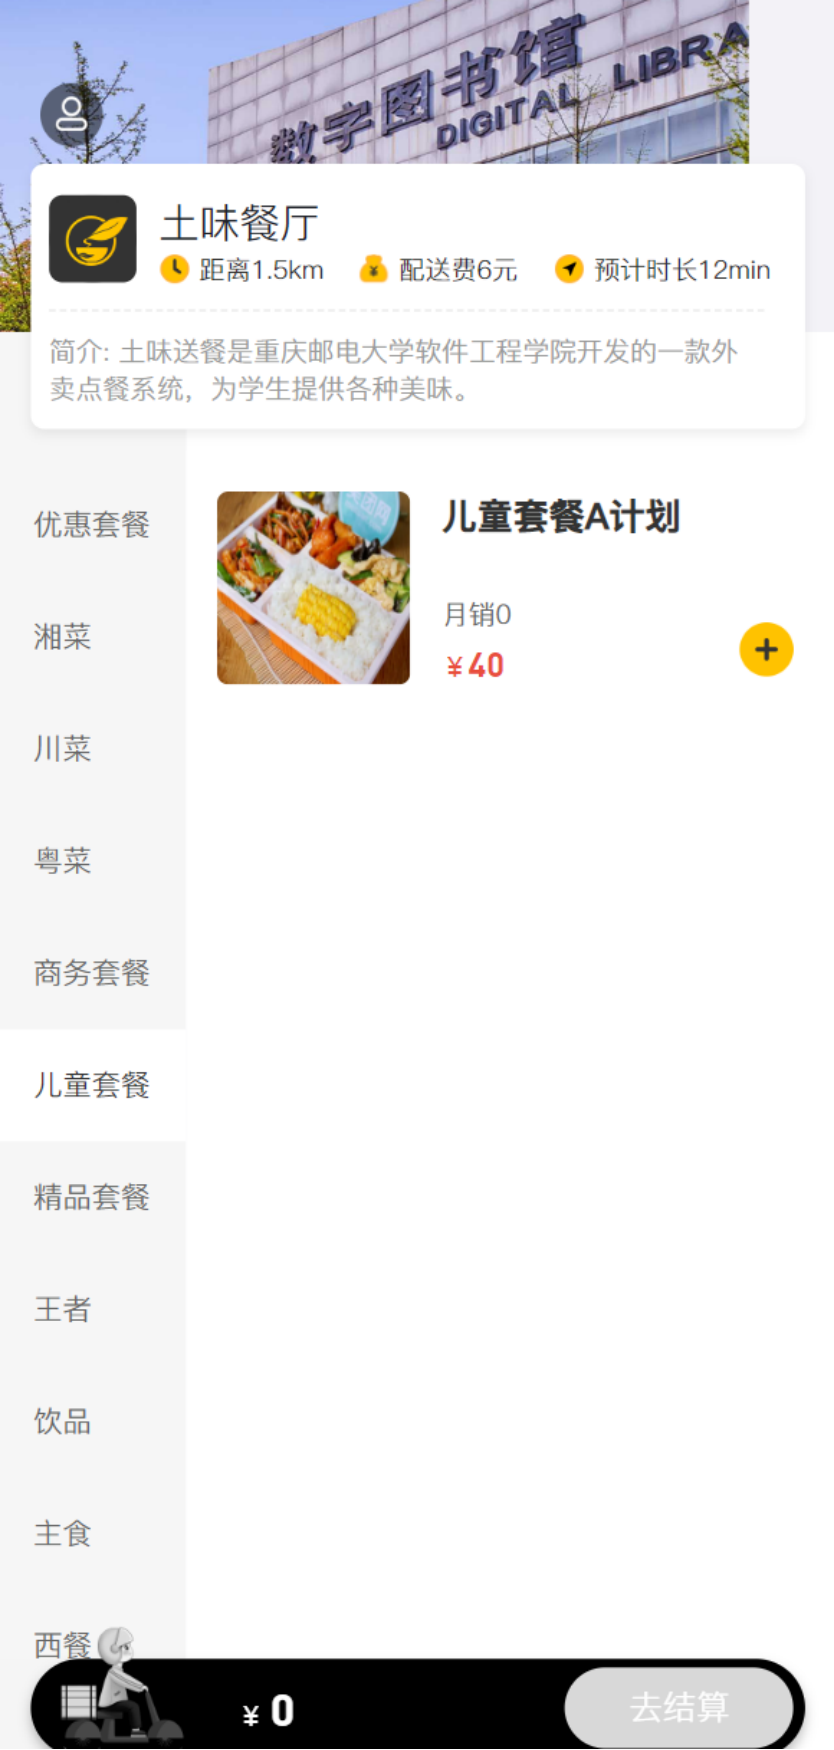 数字图书馆
DIGITAL LIBRA
土味餐厅
距离1.5km 配送费6元 预计时长12min
简介: 土味送餐是重庆邮电大学软件工程学院开发的一款外
卖点餐系统，为学生提供各种美味。
优惠套餐
儿童套餐A计划
湘菜
月销0
¥40
川菜
粤菜
商务套餐
儿童套餐
精品套餐
王者
饮品
主食
西餐
¥ 0
去结算